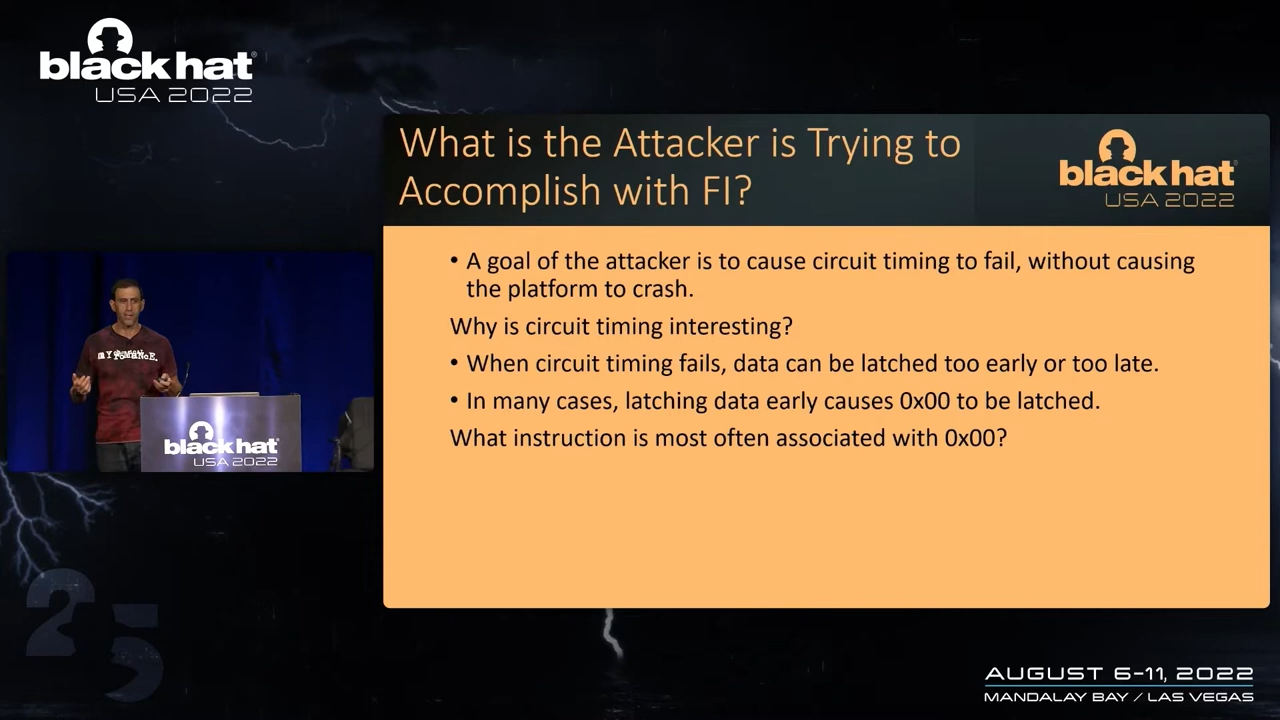 black hat
USA 2022
What is the Attacker is Trying to
Accomplish with FI?
black hat
USA 2022
• A goal of the attacker is to cause circuit timing to fail, without causing
the platform to crash.
Why is circuit timing interesting?
• When circuit timing fails, data can be latched too early or too late.
• In many cases, latching data early causes 0x00 to be latched.
What instruction is most often associated with 0x00?
black hat
USA 2022
25
AUGUST 6-11, 2022
MANDALAY BAY / LAS VEGAS